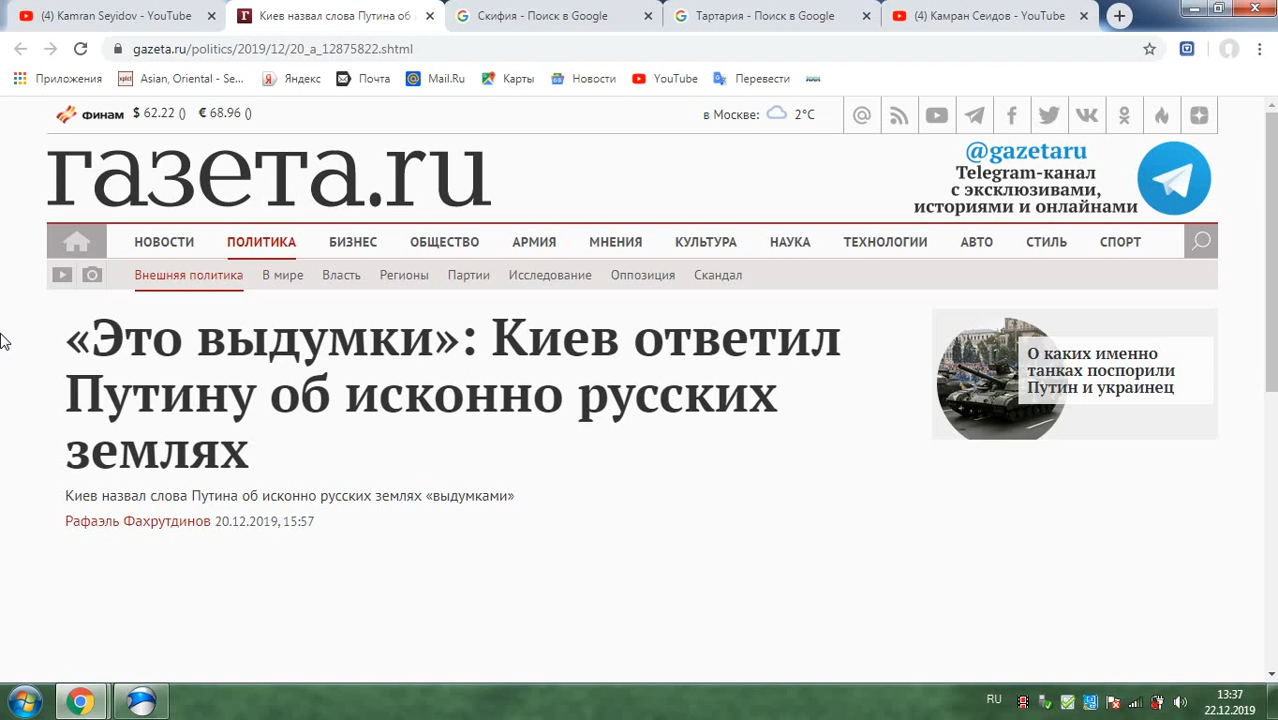 (4) Kamran Seyidov - YouTube
Киев назвал слова Путина об
Скифия - Поиск в Google
Тартария - Поиск в Google
(4) Камран Сеидов - YouTube
gazeta.ru/politics/2019/12/20_a_12875822.shtml
Приложения
Asian, Oriental - Se...
Яндекс
Почта
Mail.Ru
Карты
Новости
YouTube
Перевести
финам $ 62.22 () € 68.96 ()
в Москве: 2°C
газета.ru
@gazetaru
Telegram-канал
с эксклюзивами,
историями и онлайнами
НОВОСТИ ПОЛИТИКА БИЗНЕС ОБЩЕСТВО АРМИЯ МНЕНИЯ КУЛЬТУРА НАУКА ТЕХНОЛОГИИ АВТО СТИЛЬ СПОРТ
Внешняя политика В мире Власть Регионы Партии Исследование Оппозиция Скандал
«Это выдумки»: Киев ответил
Путину об исконно русских
землях
Киев назвал слова Путина об исконно русских землях «выдумками»
Рафаэль Фахрутдинов 20.12.2019, 15:57
О каких именно
танках поспорили
Путин и украинец
RU
13:37
22.12.2019